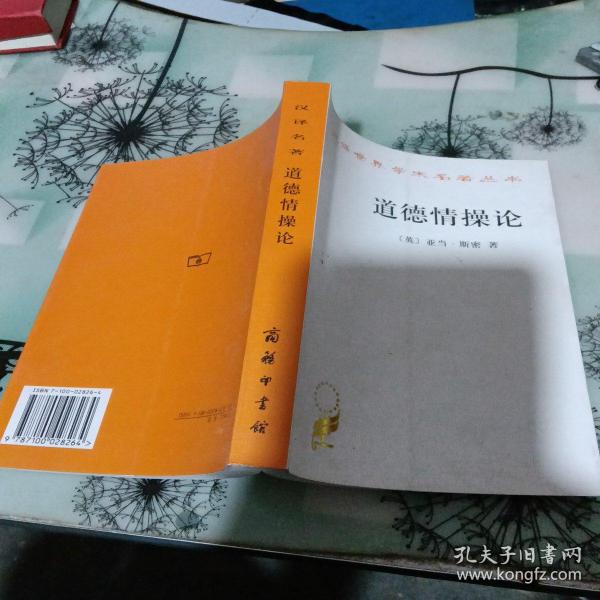 汉译名著
道德情操论
商务印书馆
汉译世界学术名著丛书
道德情操论
〔英〕亚当·斯密 著
ISBN 7-100-02826-4
9 787100 028264 >
孔夫子旧书网
www.kongfz.com